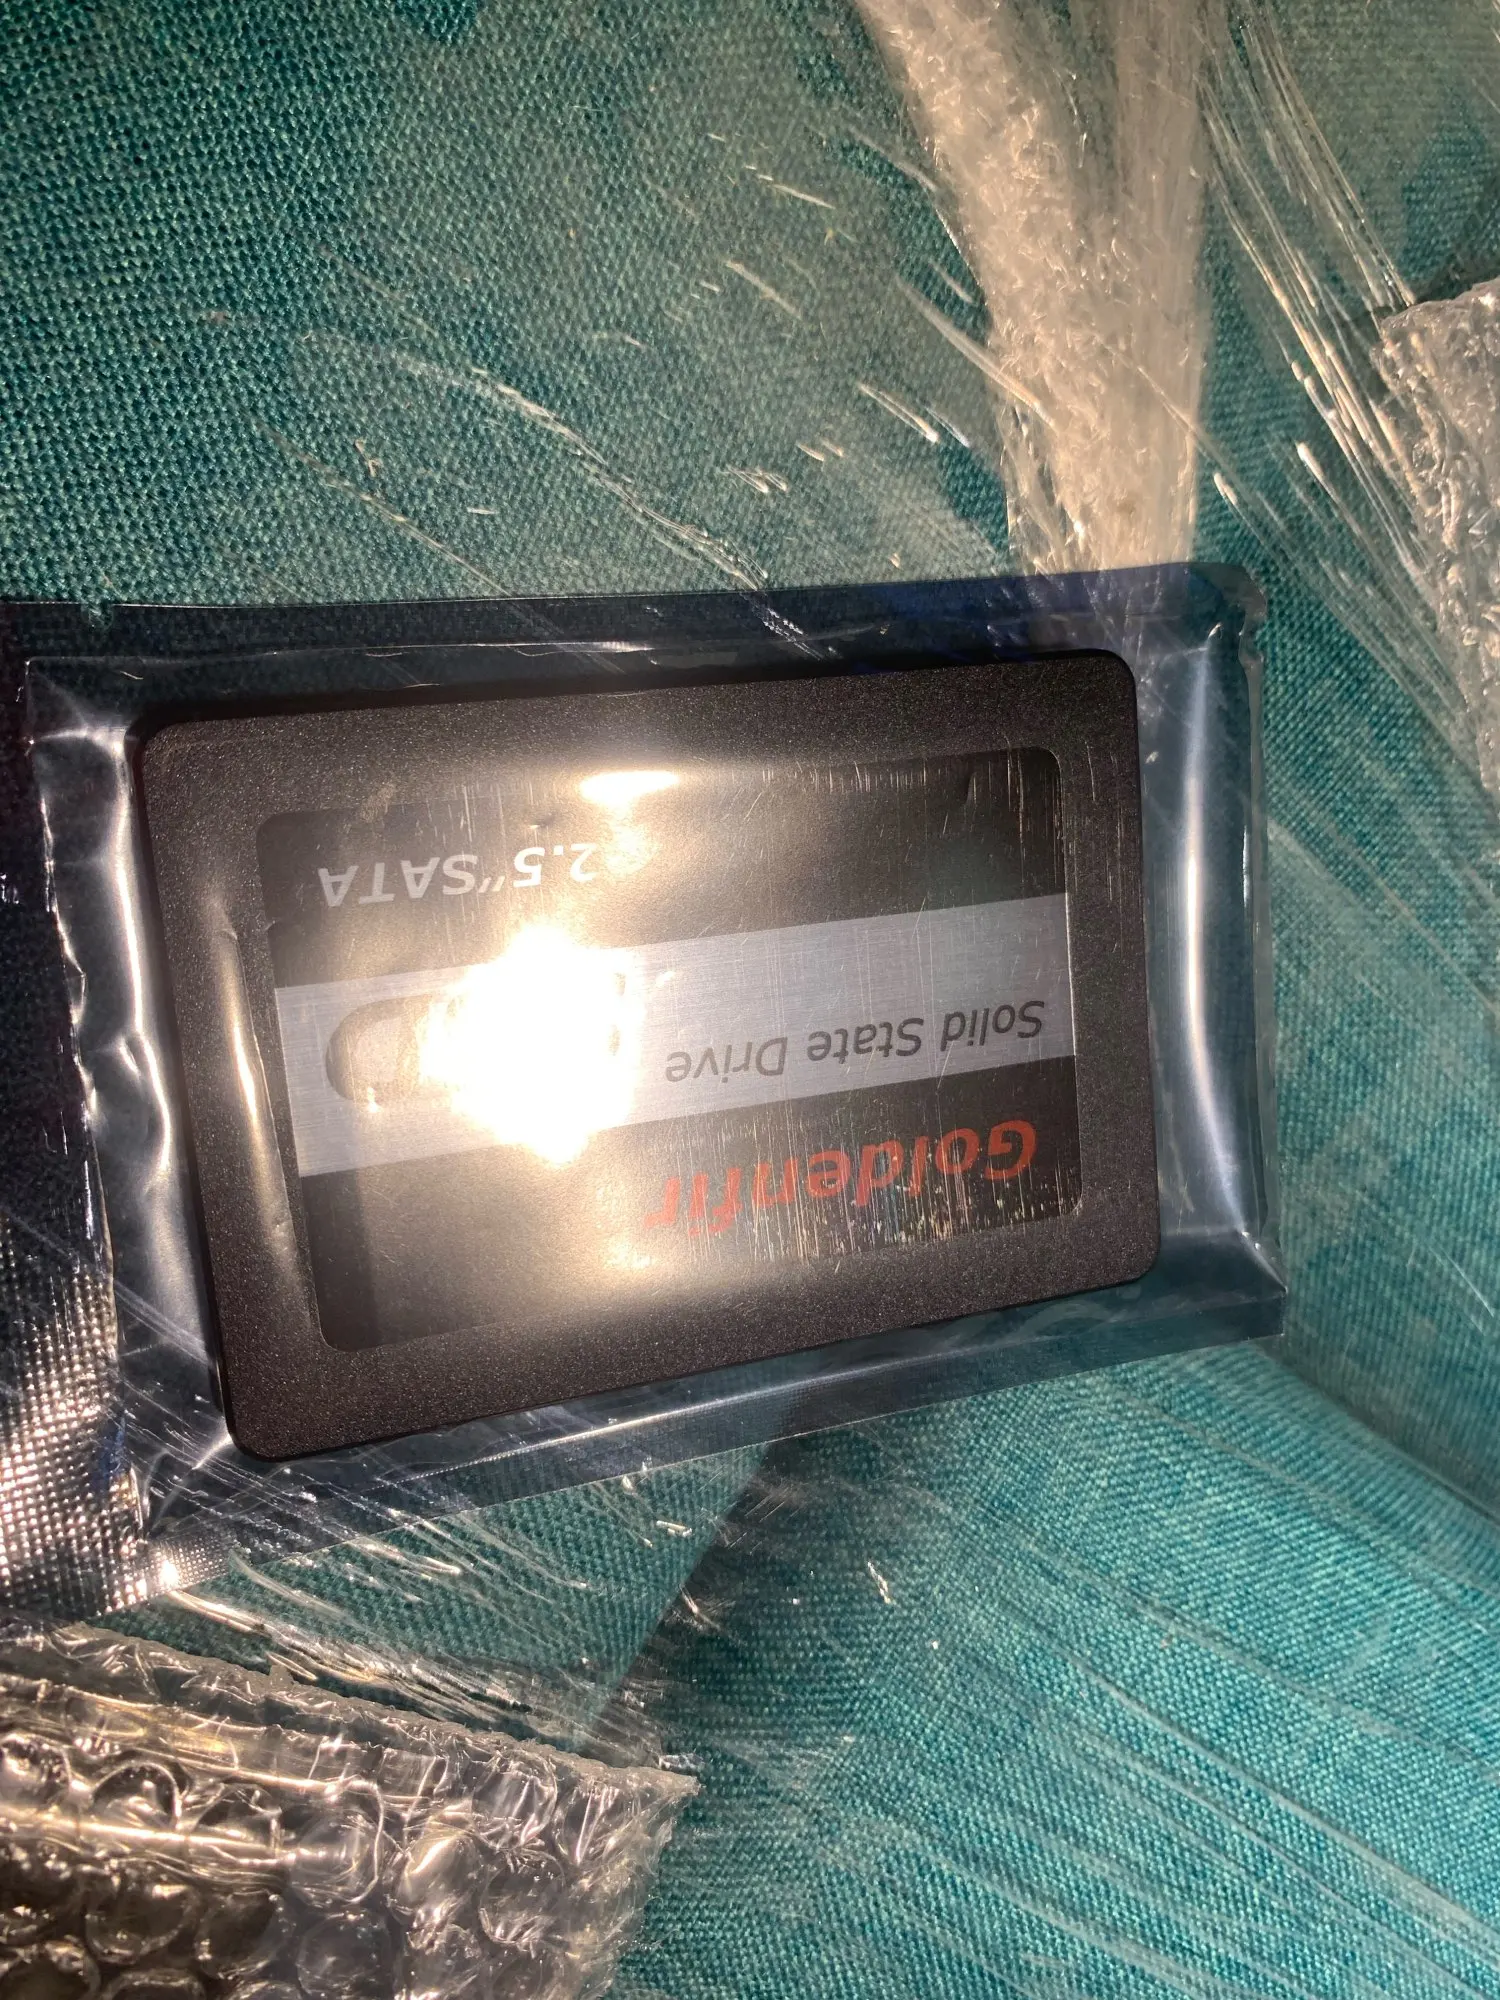 Goldenfir
Solid State Drive
2.5"SATA